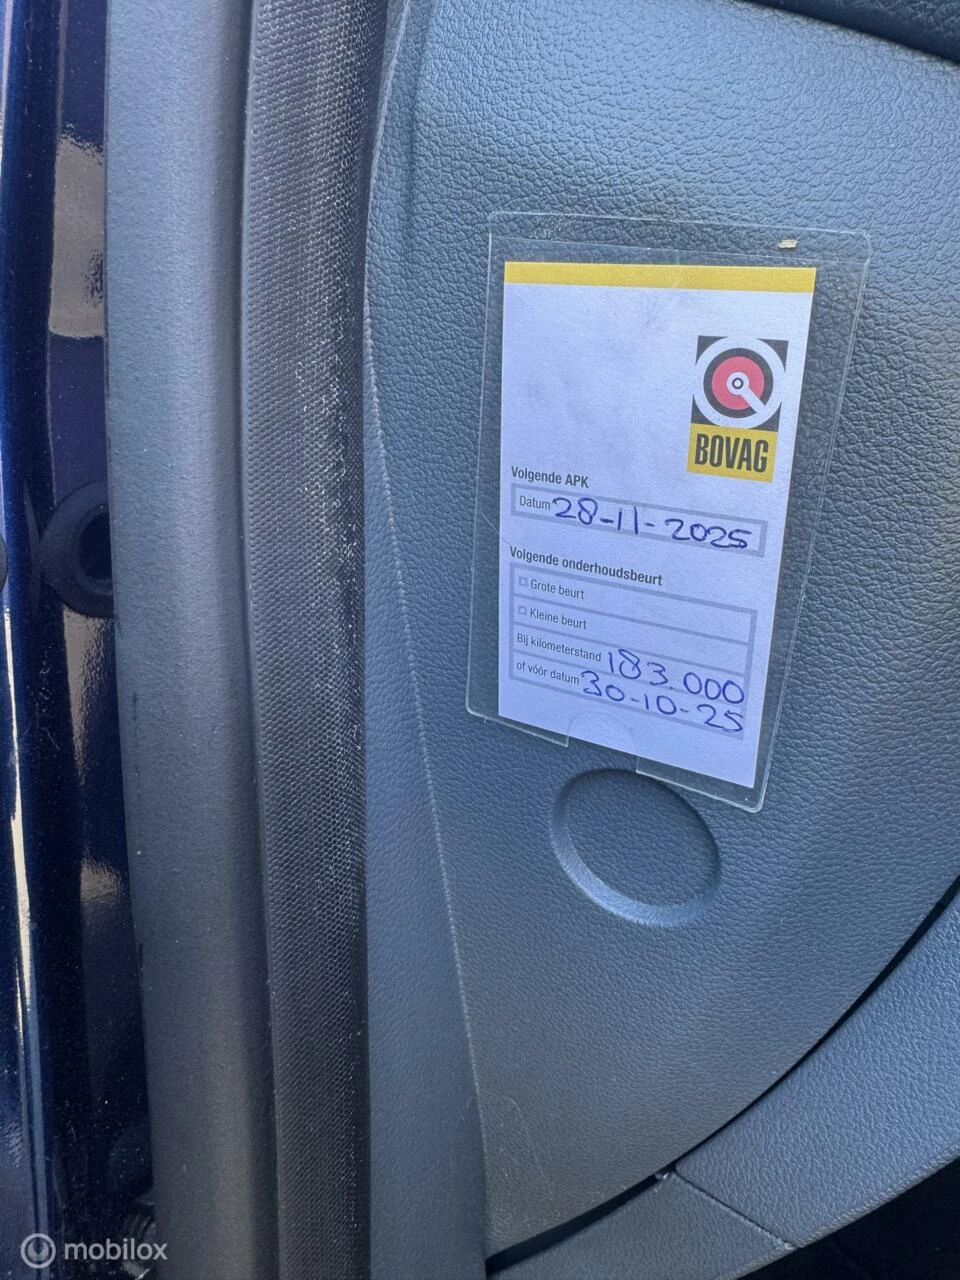 BOVAG
Volgende APK
Datum 28-11-2025
Volgende onderhoudsbeurt
Grote beurt
Kleine beurt
Bij kilometerstand 183.000
of vóór datum 30-10-25
mobilox